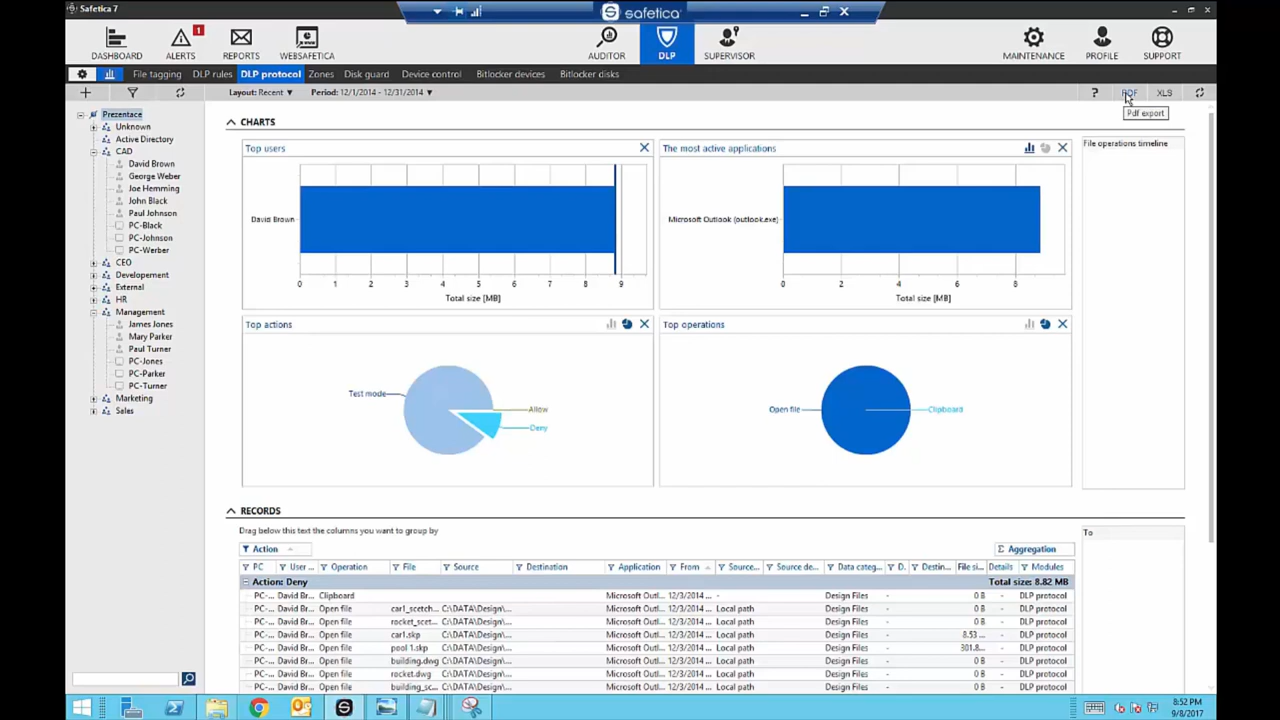 Safetica 7
safetica
DASHBOARD
1
ALERTS
REPORTS
WEBSAFETICA
AUDITOR
DLP
SUPERVISOR
MAINTENANCE
PROFILE
SUPPORT
File tagging
DLP rules
DLP protocol
Zones
Disk guard
Device control
Bitlocker devices
Bitlocker disks
Layout: Recent
Period: 12/1/2014 - 12/31/2014
?
PDF
XLS
Pdf export
Prezentace
Unknown
Active Directory
CAD
David Brown
George Weber
Joe Hemming
John Black
Paul Johnson
PC-Black
PC-Johnson
PC-Werber
CEO
Developement
External
HR
Management
James Jones
Mary Parker
Paul Turner
PC-Jones
PC-Parker
PC-Turner
Marketing
Sales
CHARTS
Top users
David Brown
0 1 2 3 4 5 6 7 8 9
Total size [MB]
The most active applications
Microsoft Outlook (outlook.exe)
0 2 4 6 8
Total size [MB]
File operations timeline
Top actions
Test mode
Allow
Deny
Top operations
Open file
Clipboard
RECORDS
Drag below this text the columns you want to group by
To
Action
Σ Aggregation
PC User ... Operation File Source Destination Application From Source... Source de... Data categ... D. Destin... File si... Details Modules
Action: Deny Total size: 8.82 MB
PC-... David Br... Clipboard Microsoft Outl... 12/3/2014 ... - Design Files - - 0 B - DLP protocol
PC-... David Br... Open file car1_scetch... C:\DATA\Design\... Microsoft Outl... 12/3/2014 ... Local path Design Files - - 0 B - DLP protocol
PC-... David Br... Open file rocket_scet... C:\DATA\Design\... Microsoft Outl... 12/3/2014 ... Local path Design Files - - 0 B - DLP protocol
PC-... David Br... Open file car1.skp C:\DATA\Design\... Microsoft Outl... 12/3/2014 ... Local path Design Files - - 8.53 ... - DLP protocol
PC-... David Br... Open file pool 1.skp C:\DATA\Design\... Microsoft Outl... 12/3/2014 ... Local path Design Files - - 301.8... - DLP protocol
PC-... David Br... Open file building.dwg C:\DATA\Design\... Microsoft Outl... 12/3/2014 ... Local path Design Files - - 0 B - DLP protocol
PC-... David Br... Open file rocket.dwg C:\DATA\Design\... Microsoft Outl... 12/3/2014 ... Local path Design Files - - 0 B - DLP protocol
PC-... David Br... Open file building_sc... C:\DATA\Design\... Microsoft Outl... 12/3/2014 ... Local path Design Files - - 0 B - DLP protocol
8:52 PM
9/8/2017